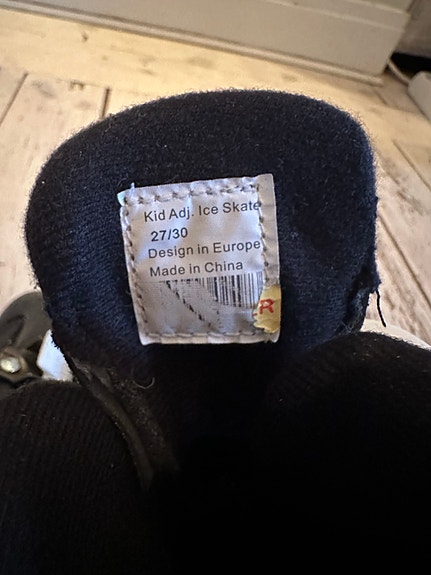 Kid Adj. Ice Skate
27/30
Design in Europe
Made in China
R